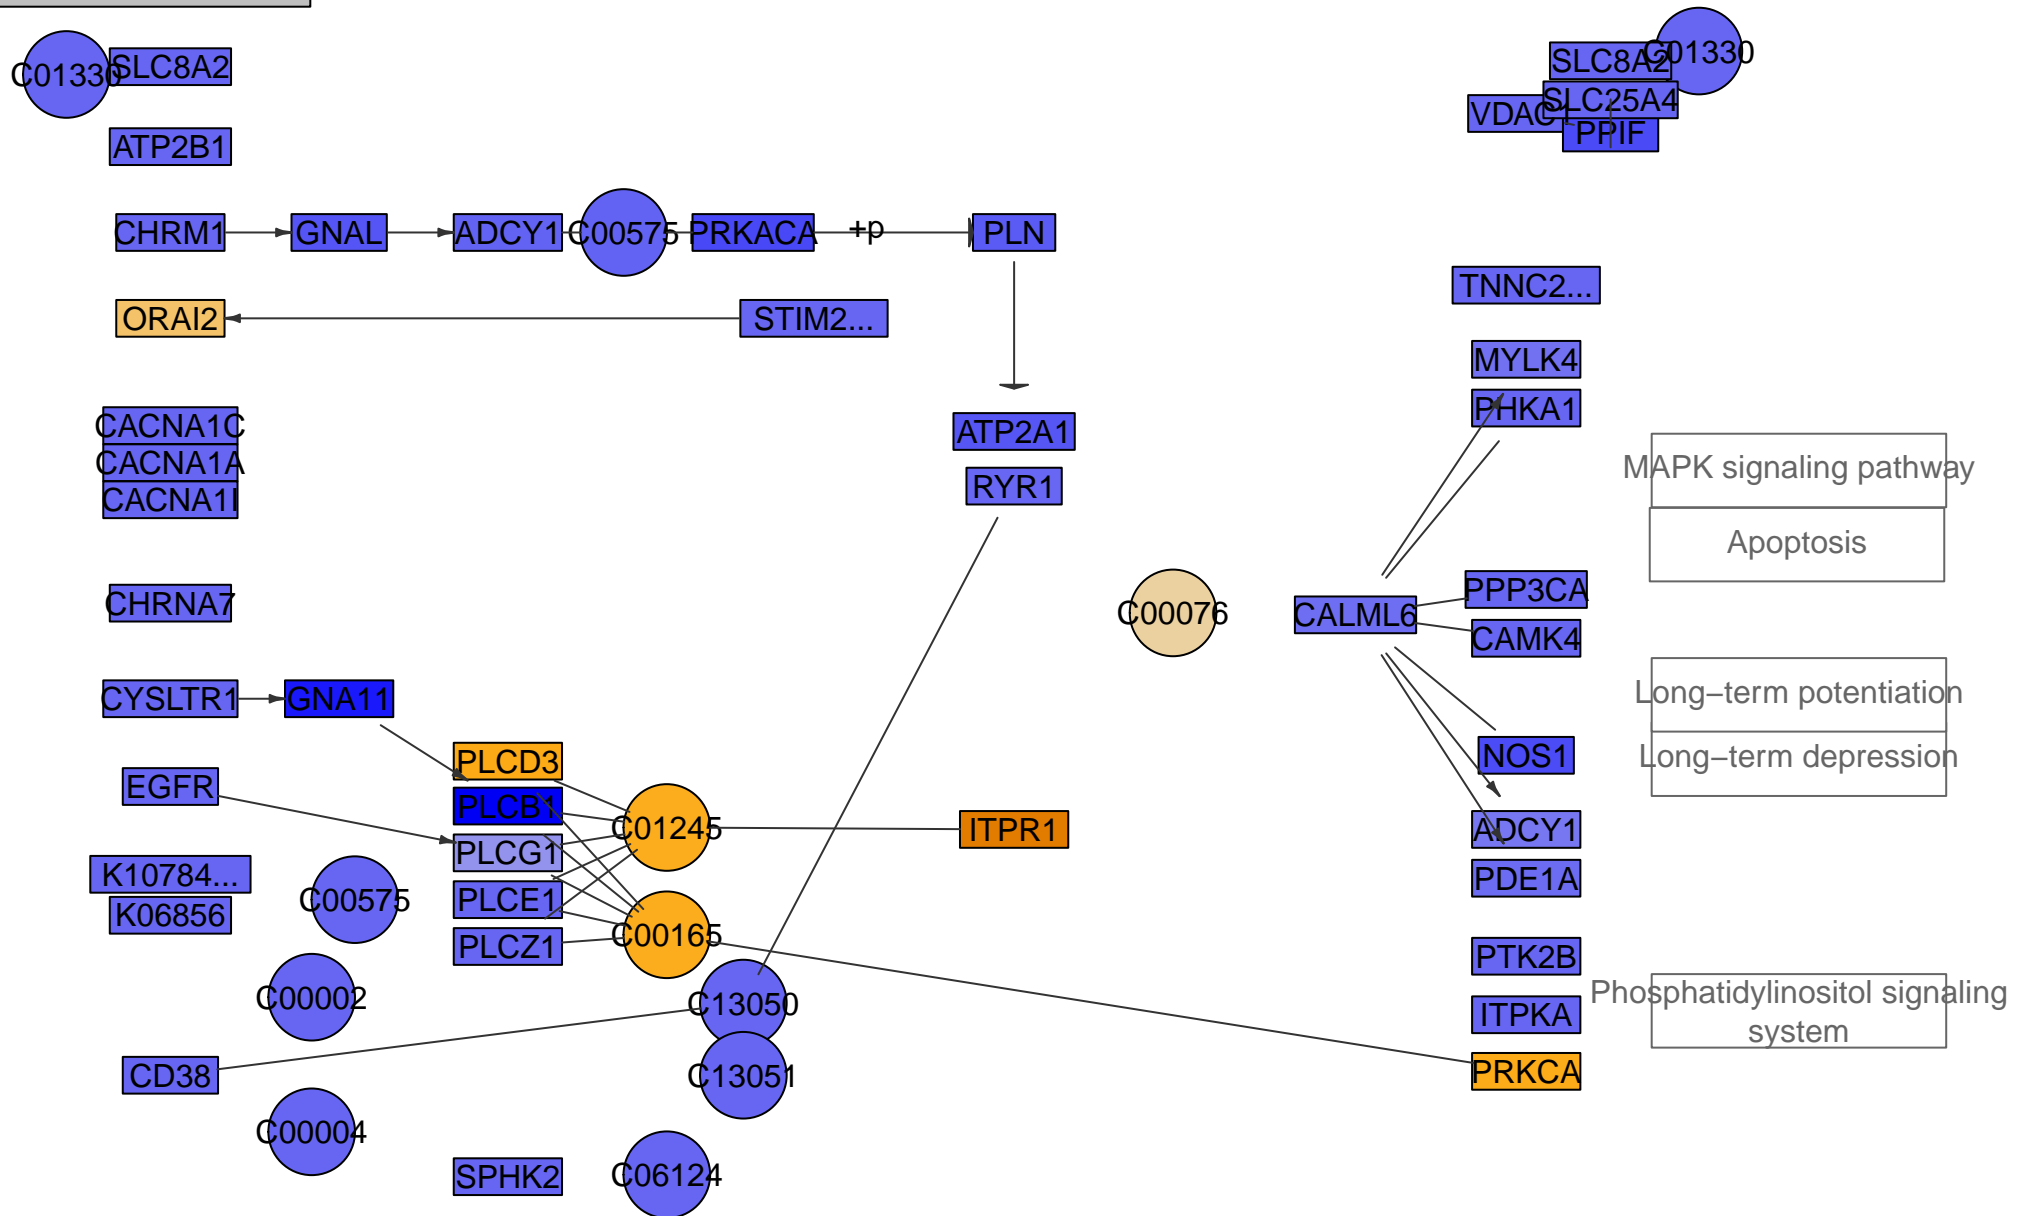 C01330
SLC8A2
ATP2B1
CHRM1
GNAL
ADCY1
C00575
PRKACA
+p
PLN
ORAI2
STIM2...
CACNA1C
CACNA1A
CACNA1I
ATP2A1
RYR1
CHRNA7
CYSLTR1
GNA11
PLCD3
EGFR
PLCB1
PLCG1
C01245
ITPR1
K10784...
K06856
C00575
PLCE1
PLCZ1
C00165
C00002
C13050
CD38
C13051
C00004
SPHK2
C06124
SLC8A2
C01330
SLC25A4
VDAC1
PPIF
TNNC2...
MYLK4
PHKA1
MAPK signaling pathway
Apoptosis
C00076
CALML6
PPP3CA
CAMK4
Long−term potentiation
NOS1
Long−term depression
ADCY1
PDE1A
PTK2B
ITPKA
Phosphatidylinositol signaling
system
PRKCA